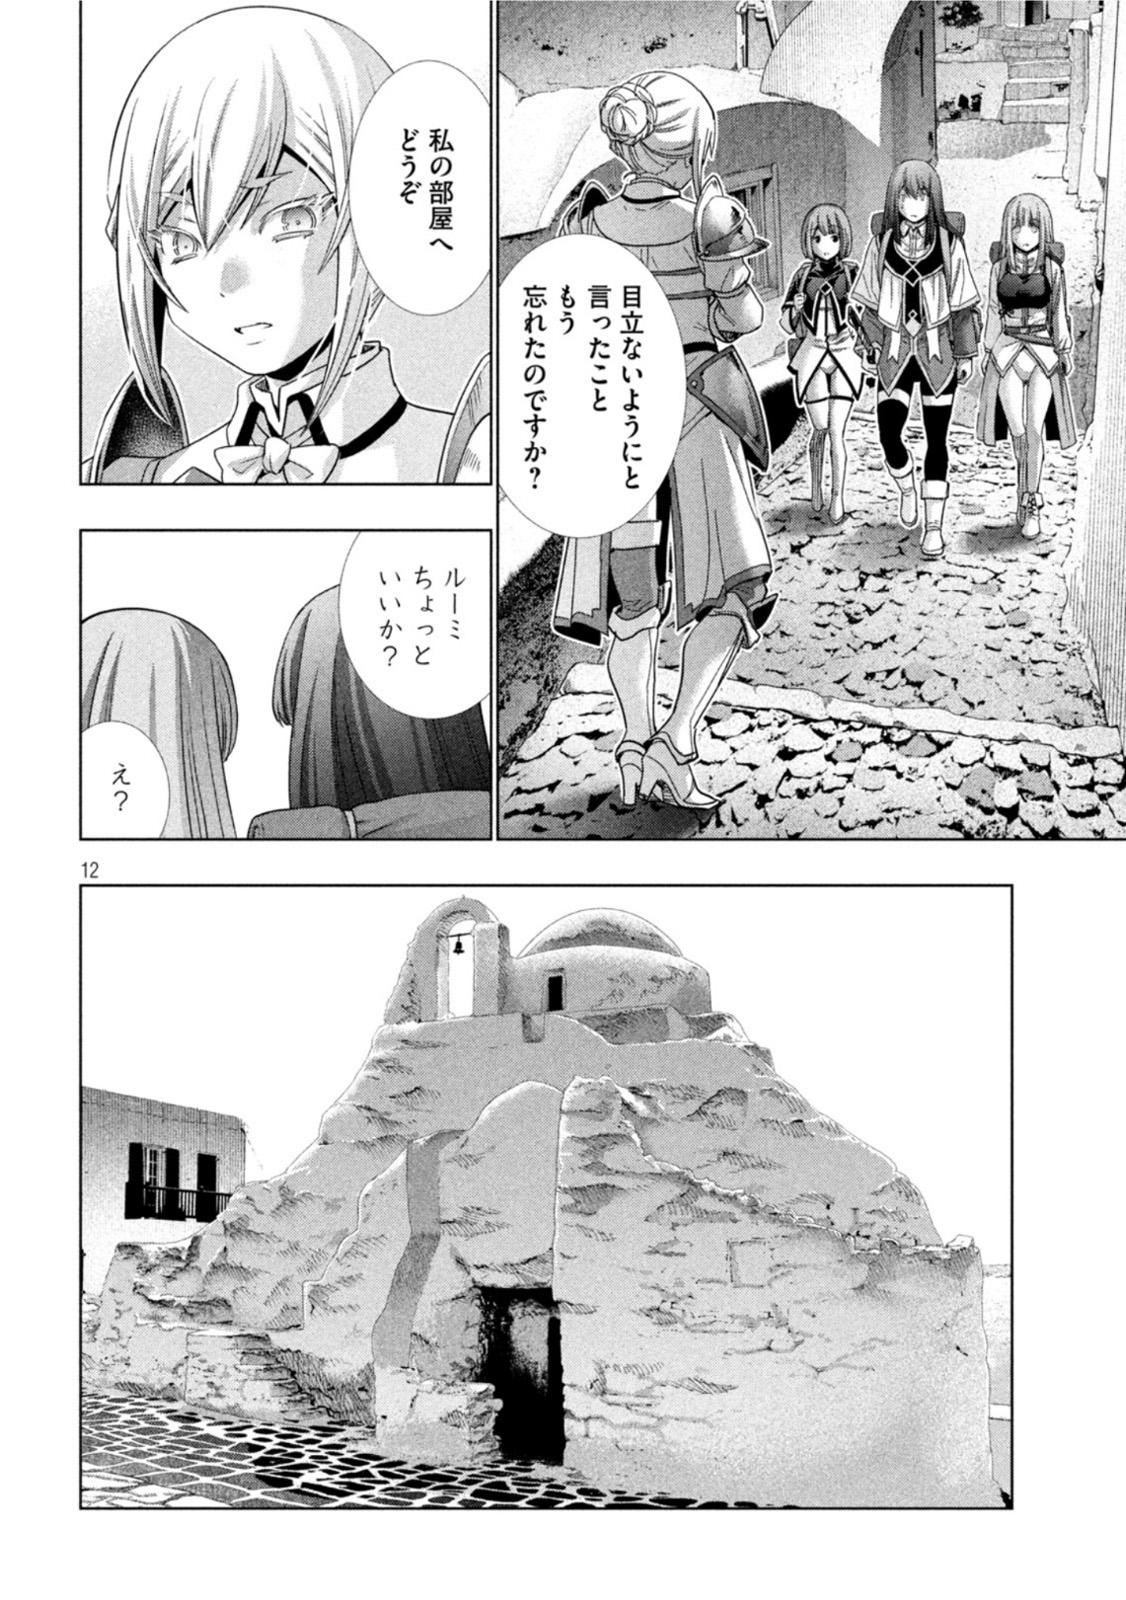 目立ないようにと
言ったこと
もう
忘れたのですか?
私の部屋へ
どうぞ
ルーミ
ちょっと
いいか?
え?
12